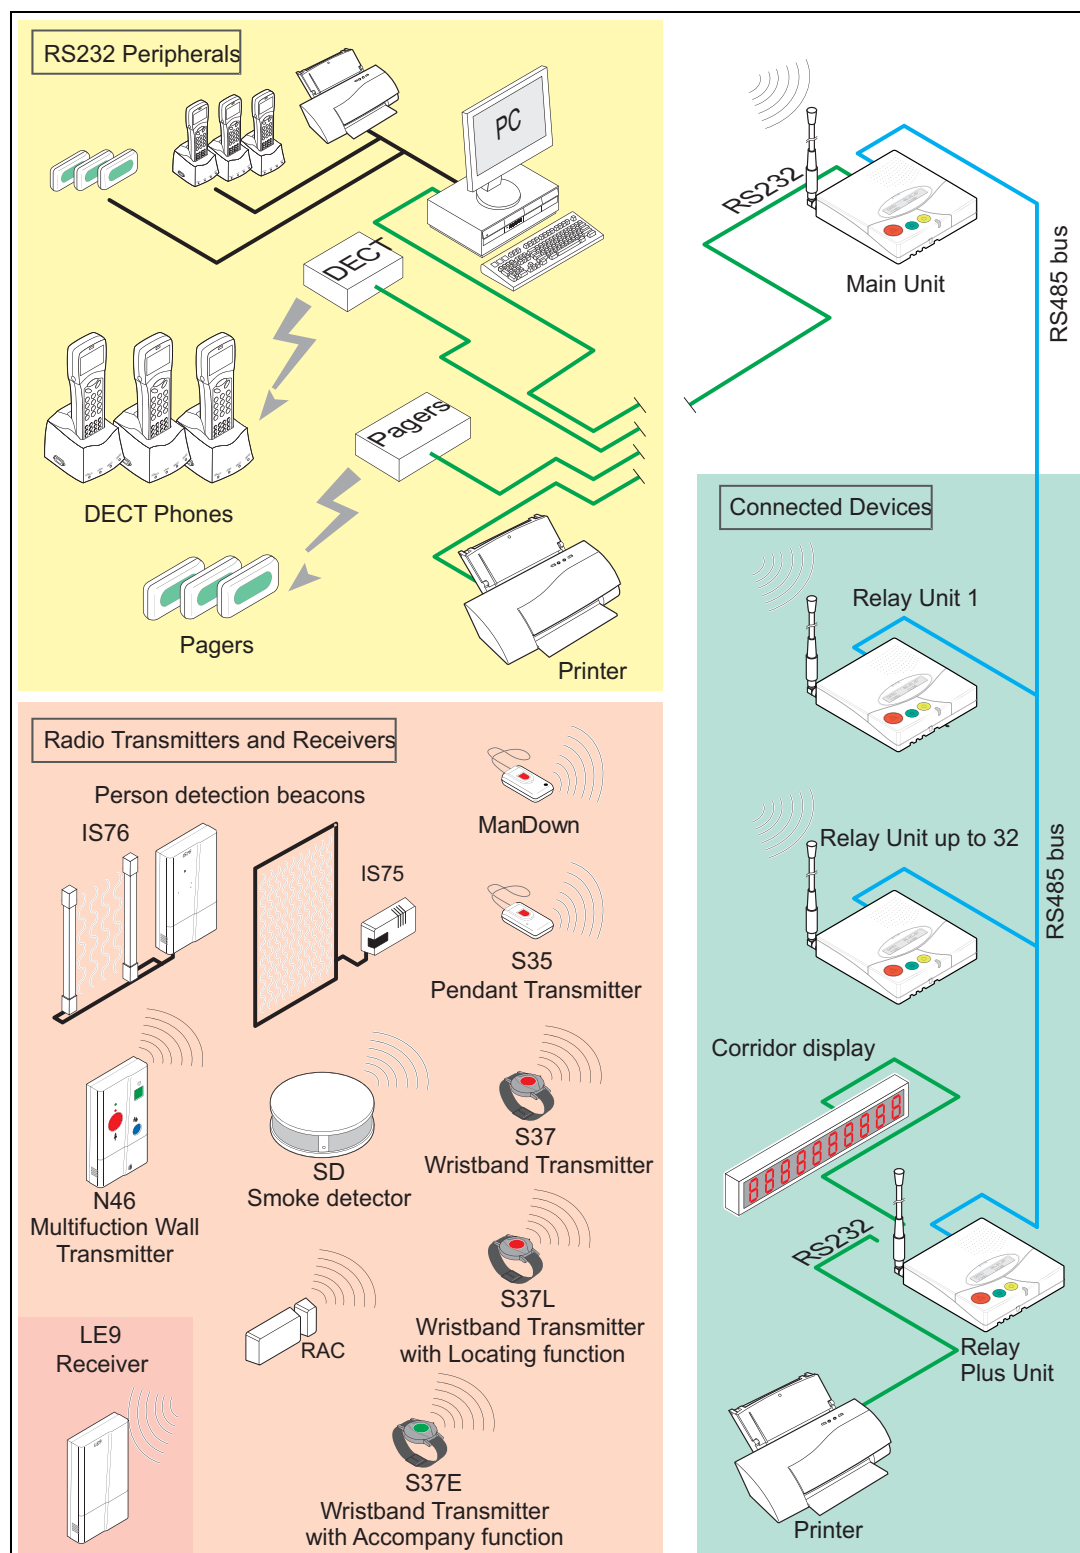 RS232 Peripherals
PC
DECT
Pagers
DECT Phones
Pagers
Printer
RS232
Main Unit
RS485 bus
Connected Devices
Relay Unit 1
Relay Unit up to 32
RS485 bus
Corridor display
RS232
Relay
Plus Unit
Printer
Radio Transmitters and Receivers
Person detection beacons
IS76
IS75
ManDown
S35
Pendant Transmitter
N46
Multifuction Wall
Transmitter
SD
Smoke detector
S37
Wristband Transmitter
RAC
S37L
Wristband Transmitter
with Locating function
LE9
Receiver
S37E
Wristband Transmitter
with Accompany function